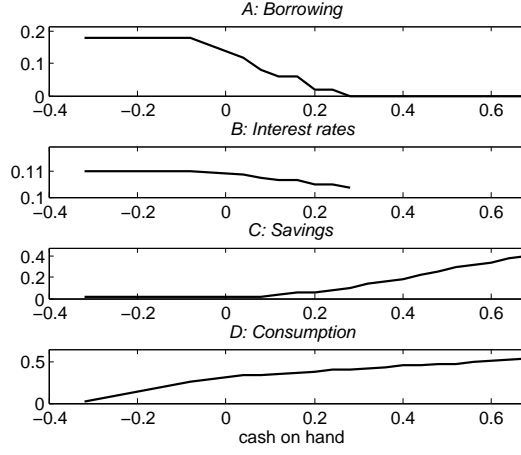 A: Borrowing
0.2
0.1
0
−0.4 −0.2 0 0.2 0.4 0.6
B: Interest rates
0.11
0.1
−0.4 −0.2 0 0.2 0.4 0.6
C: Savings
0.4
0.2
0
−0.4 −0.2 0 0.2 0.4 0.6
D: Consumption
0.5
0
−0.4 −0.2 0 0.2 0.4 0.6
cash on hand